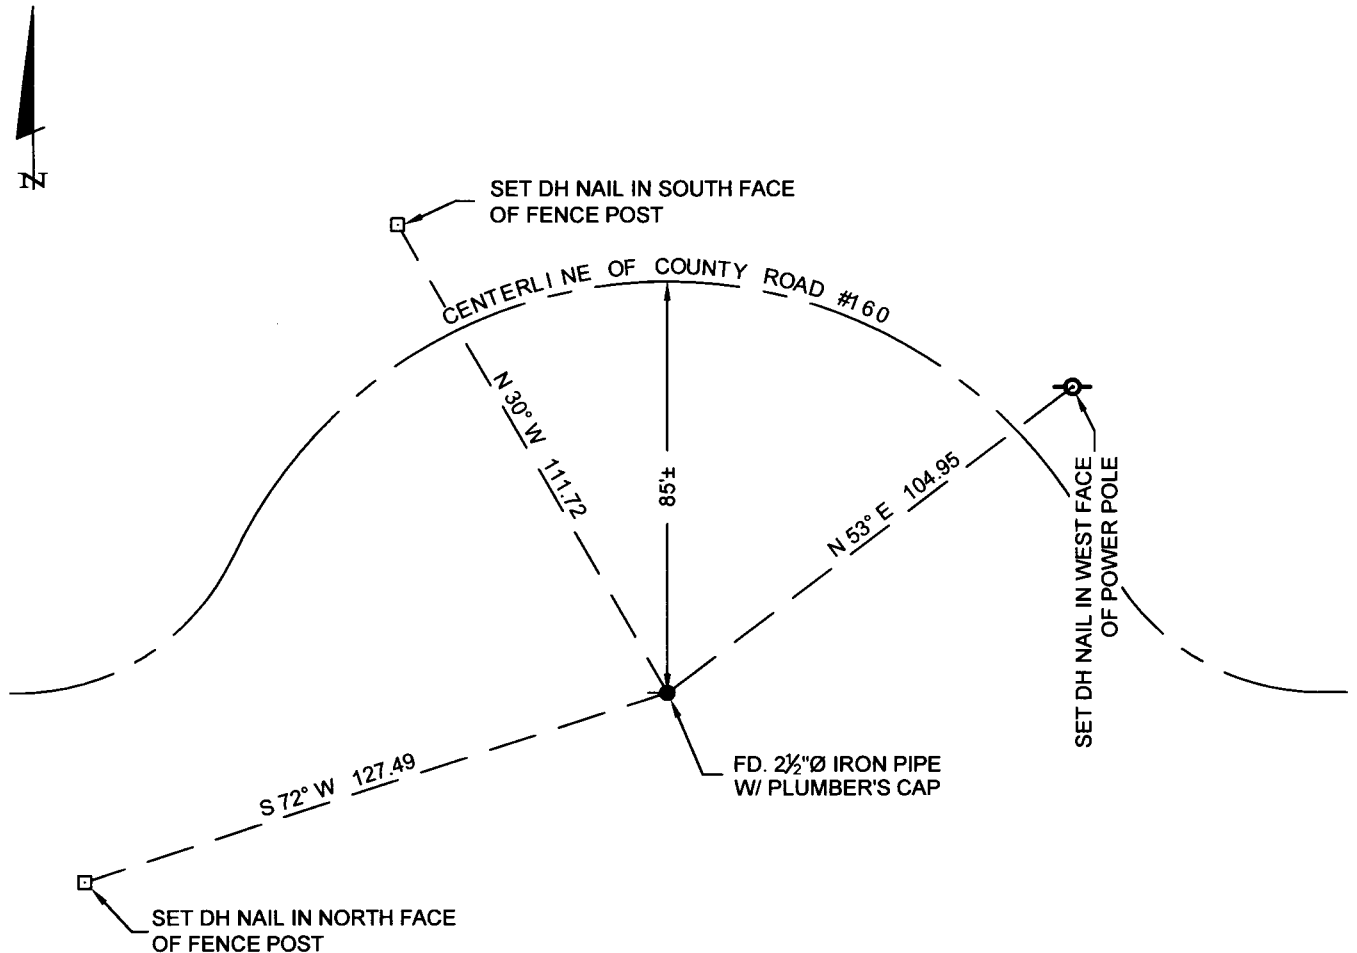 N
SET DH NAIL IN SOUTH FACE
OF FENCE POST
CENTERLINE OF COUNTY ROAD #160
N 30° W 111.72
85'±
N 53° E 104.95
SET DH NAIL IN WEST FACE
OF POWER POLE
FD. 2½"Ø IRON PIPE
W/ PLUMBER'S CAP
S 72° W 127.49
SET DH NAIL IN NORTH FACE
OF FENCE POST